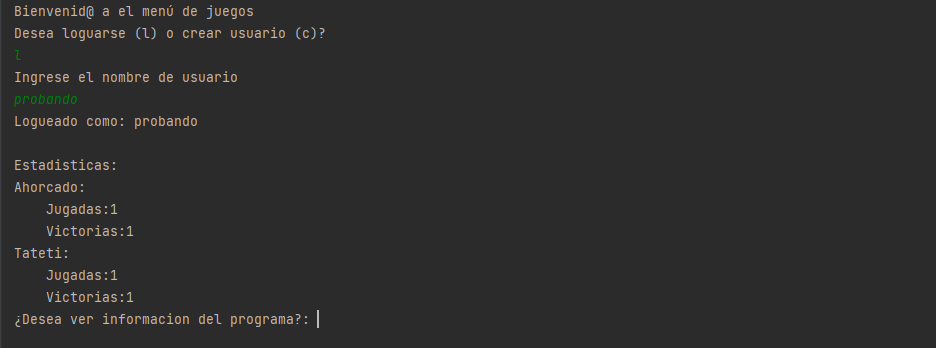 Bienvenid@ a el menú de juegos
Desea loguarse (l) o crear usuario (c)?
l
Ingrese el nombre de usuario
probando
Logueado como: probando
Estadisticas:
Ahorcado:
Jugadas:1
Victorias:1
Tateti:
Jugadas:1
Victorias:1
¿Desea ver informacion del programa?: